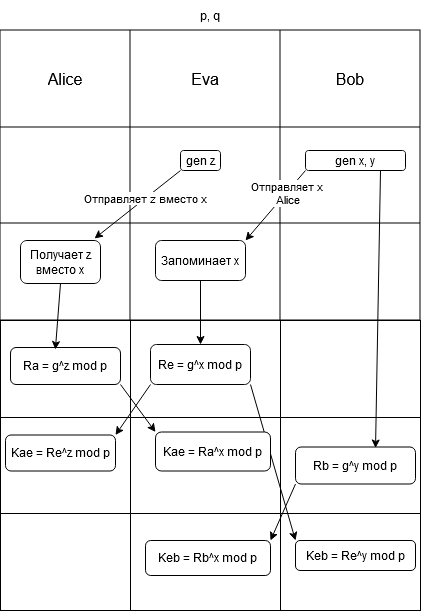 p, q
Alice
Eva
Bob
gen z
gen x, y
Отправляет z вместо x
Отправляет x
Alice
Получает z
вместо x
Запоминает x
Ra = g^z mod p
Re = g^x mod p
Kae = Re^z mod p
Kae = Ra^x mod p
Rb = g^y mod p
Keb = Rb^x mod p
Keb = Re^y mod p